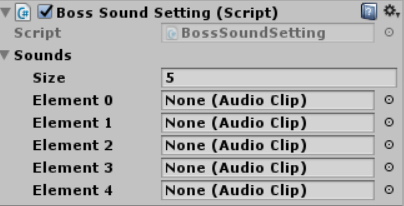 Boss Sound Setting (Script)
Script BossSoundSetting
Sounds
Size 5
Element 0 None (Audio Clip)
Element 1 None (Audio Clip)
Element 2 None (Audio Clip)
Element 3 None (Audio Clip)
Element 4 None (Audio Clip)